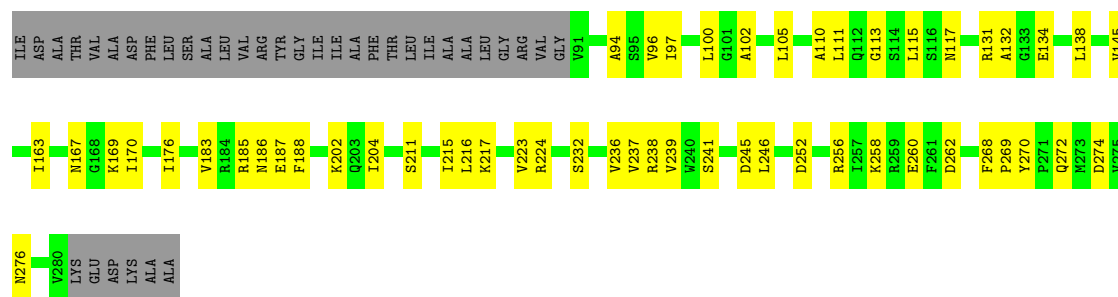 ILE ASP ALA THR VAL ALA ASP PHE LEU SER ALA LEU VAL ARG TYR GLY ILE ILE ALA PHE THR LEU ILE ALA ALA LEU GLY ARG VAL GLY V91 A94 S95 V96 I97 L100 G101 A102 L105 A110 L111 Q112 G113 S114 L115 S116 N117 R131 A132 G133 E134 L138
I163 N167 G168 K169 I170 I176 V183 R184 R185 N186 E187 F188 K202 Q203 I204 S211 I215 L216 K217 V223 R224 S232 V236 V237 R238 V239 W240 S241 D245 L246 D252 R256 I257 K258 R259 E260 F261 D262 F268 P269 Y270 P271 Q272 M273 D274
N276 V280 LYS GLU ASP LYS ALA ALA